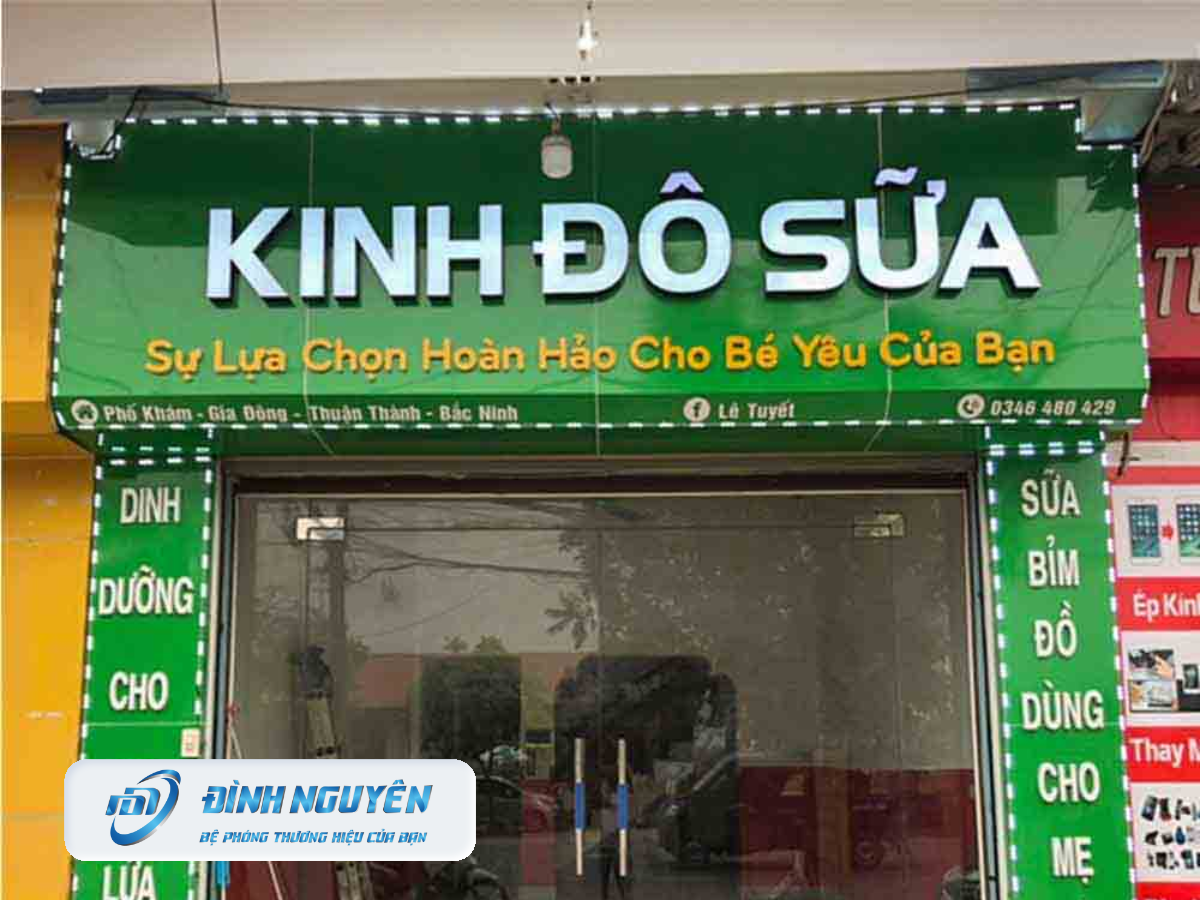 KINH ĐÔ SỮA
Sự Lựa Chọn Hoàn Hảo Cho Bé Yêu Của Bạn
Phố Khám - Gia Đông - Thuận Thành - Bắc Ninh
Lê Tuyết
0346 480 429
DINH
DƯỠNG
CHO
LỨA
SỮA
BỈM
ĐỒ
DÙNG
CHO
MẸ
Ép Kính
Thay M
ĐÌNH NGUYÊN
BỆ PHÓNG THƯƠNG HIỆU CỦA BẠN